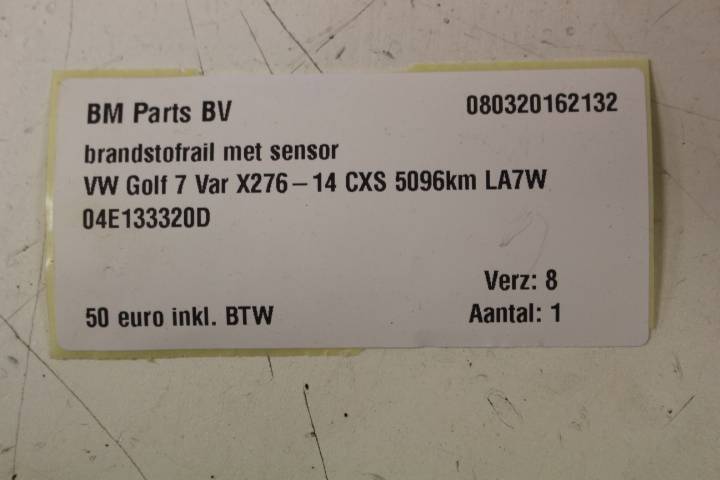 BM Parts BV 080320162132
brandstofrail met sensor
VW Golf 7 Var X276-14 CXS 5096km LA7W
04E133320D
Verz: 8
50 euro inkl. BTW Aantal: 1